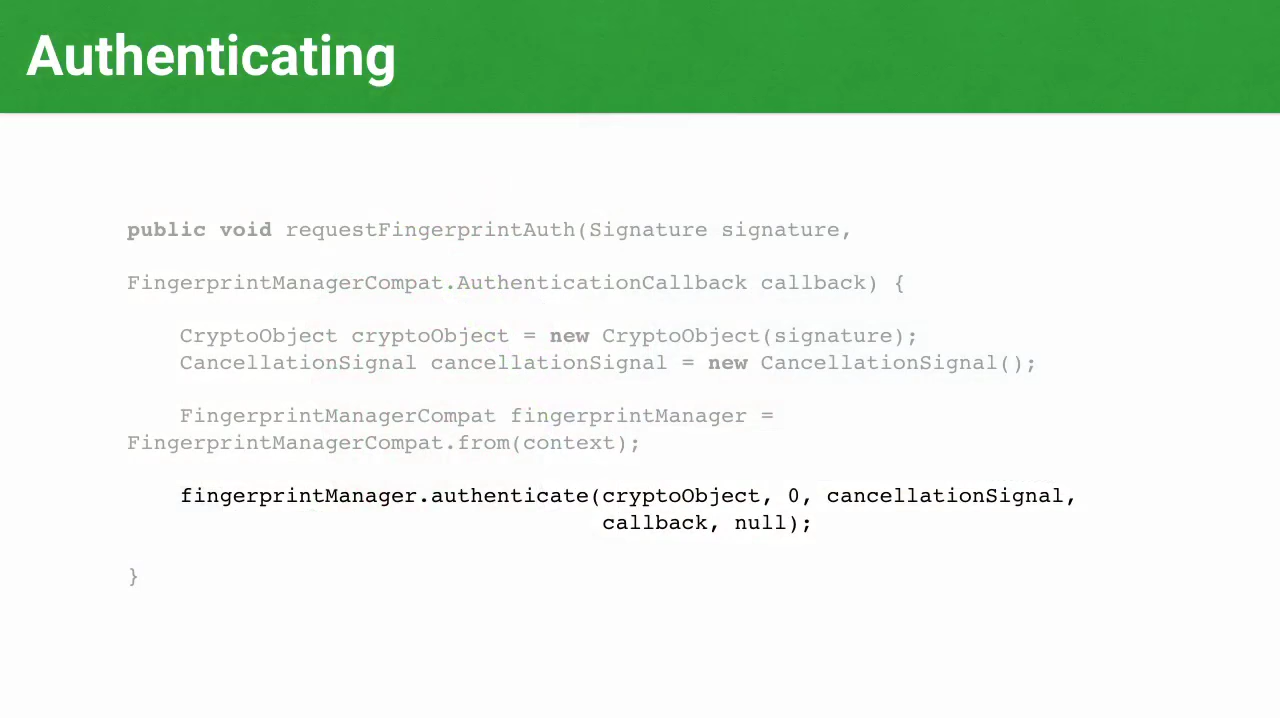 Authenticating
public void requestFingerprintAuth(Signature signature,
FingerprintManagerCompat.AuthenticationCallback callback) {
CryptoObject cryptoObject = new CryptoObject(signature);
CancellationSignal cancellationSignal = new CancellationSignal();
FingerprintManagerCompat fingerprintManager =
FingerprintManagerCompat.from(context);
fingerprintManager.authenticate(cryptoObject, 0, cancellationSignal,
callback, null);
}